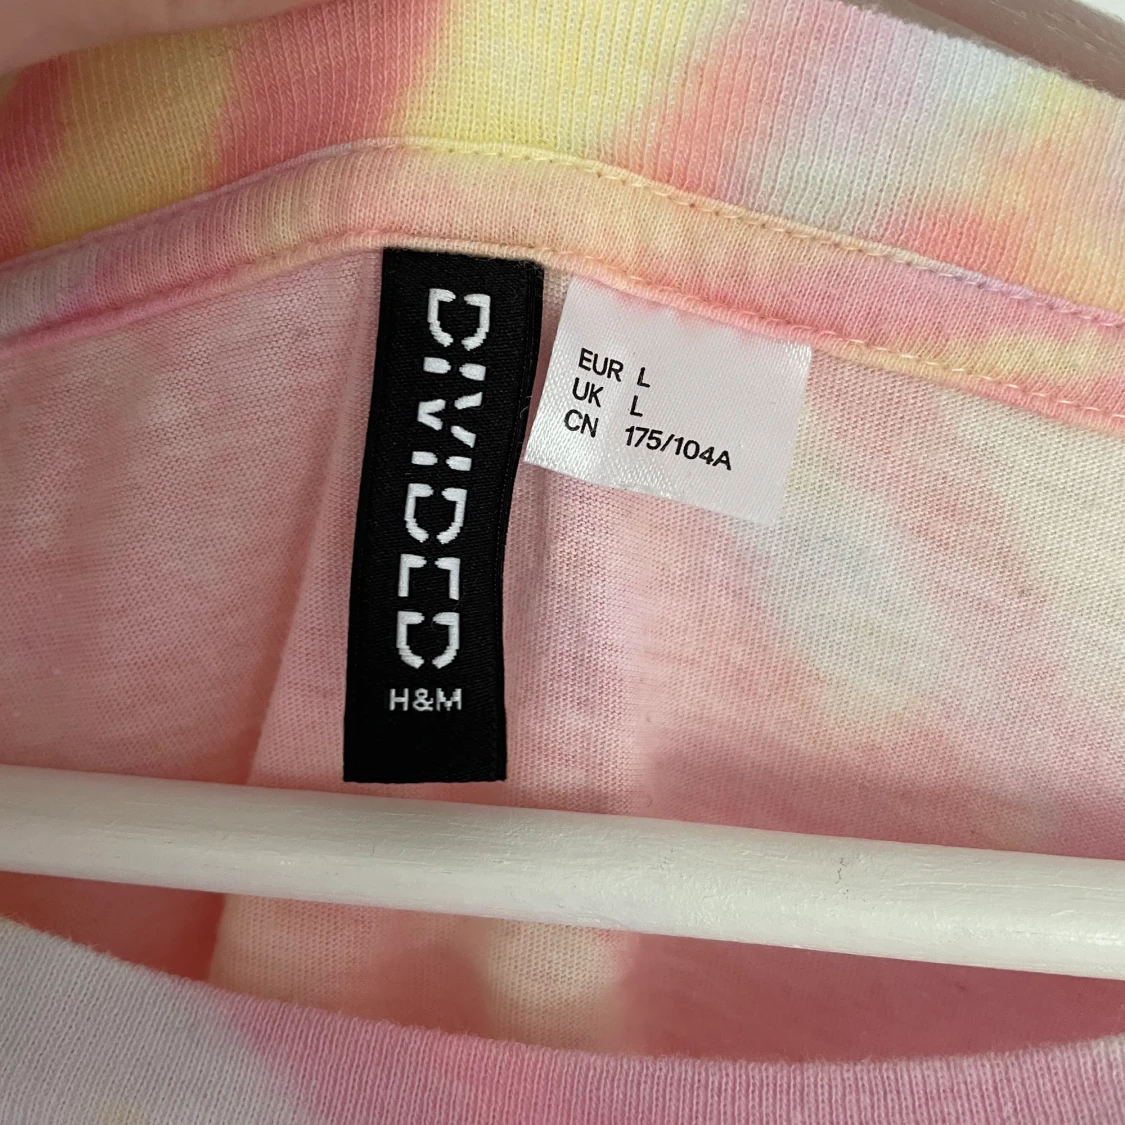 DIVIDED
H&M
EUR L
UK L
CN 175/104A